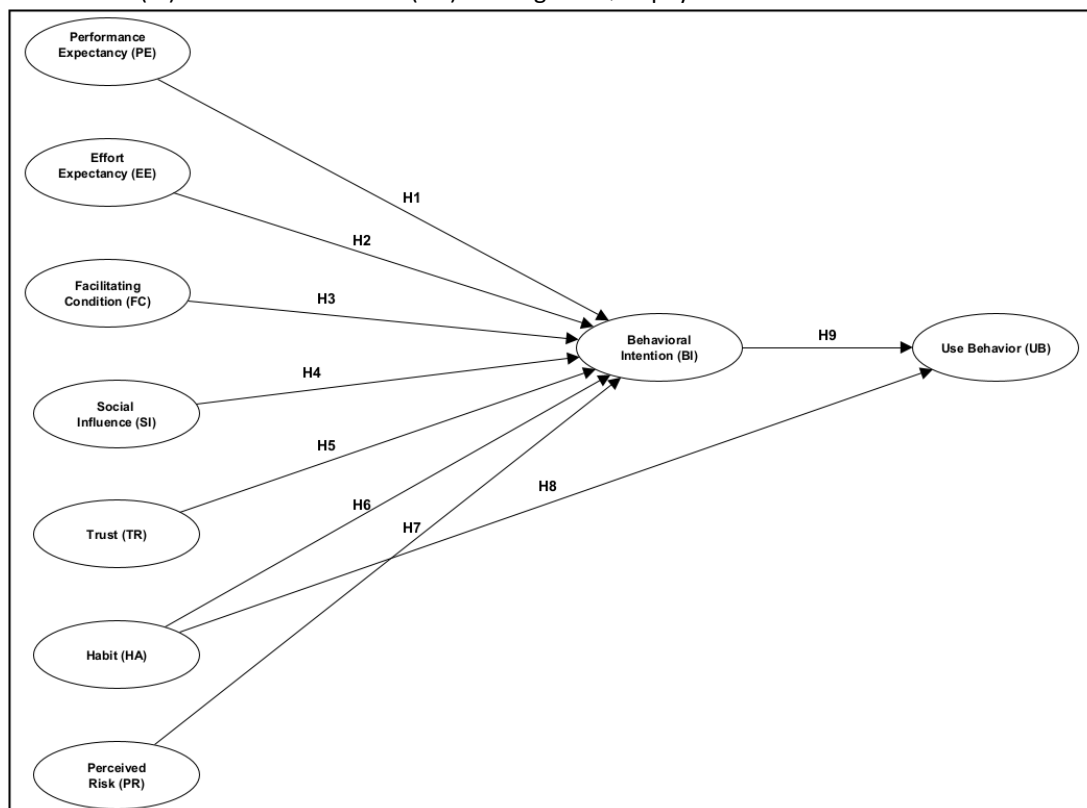 Performance
Expectancy (PE)
Effort
Expectancy (EE)
H1
H2
Facilitating
Condition (FC)
H3
Behavioral
Intention (BI)
H9
Use Behavior (UB)
H4
Social
Influence (SI)
H5
H8
H6
H7
Trust (TR)
Habit (HA)
Perceived
Risk (PR)